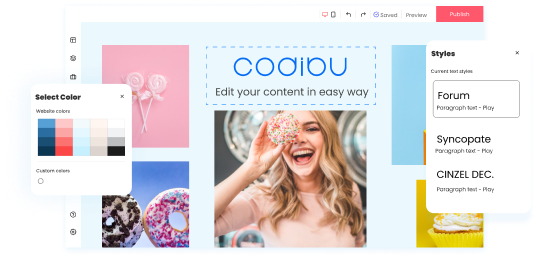 Saved
Preview
Publish
codibu
Edit your content in easy way
Select Color
×
Website colors
Custom colors
Styles
×
Current text styles
Forum
Paragraph text - Play
Syncopate
Paragraph text - Play
CINZEL DEC.
Paragraph test - Play